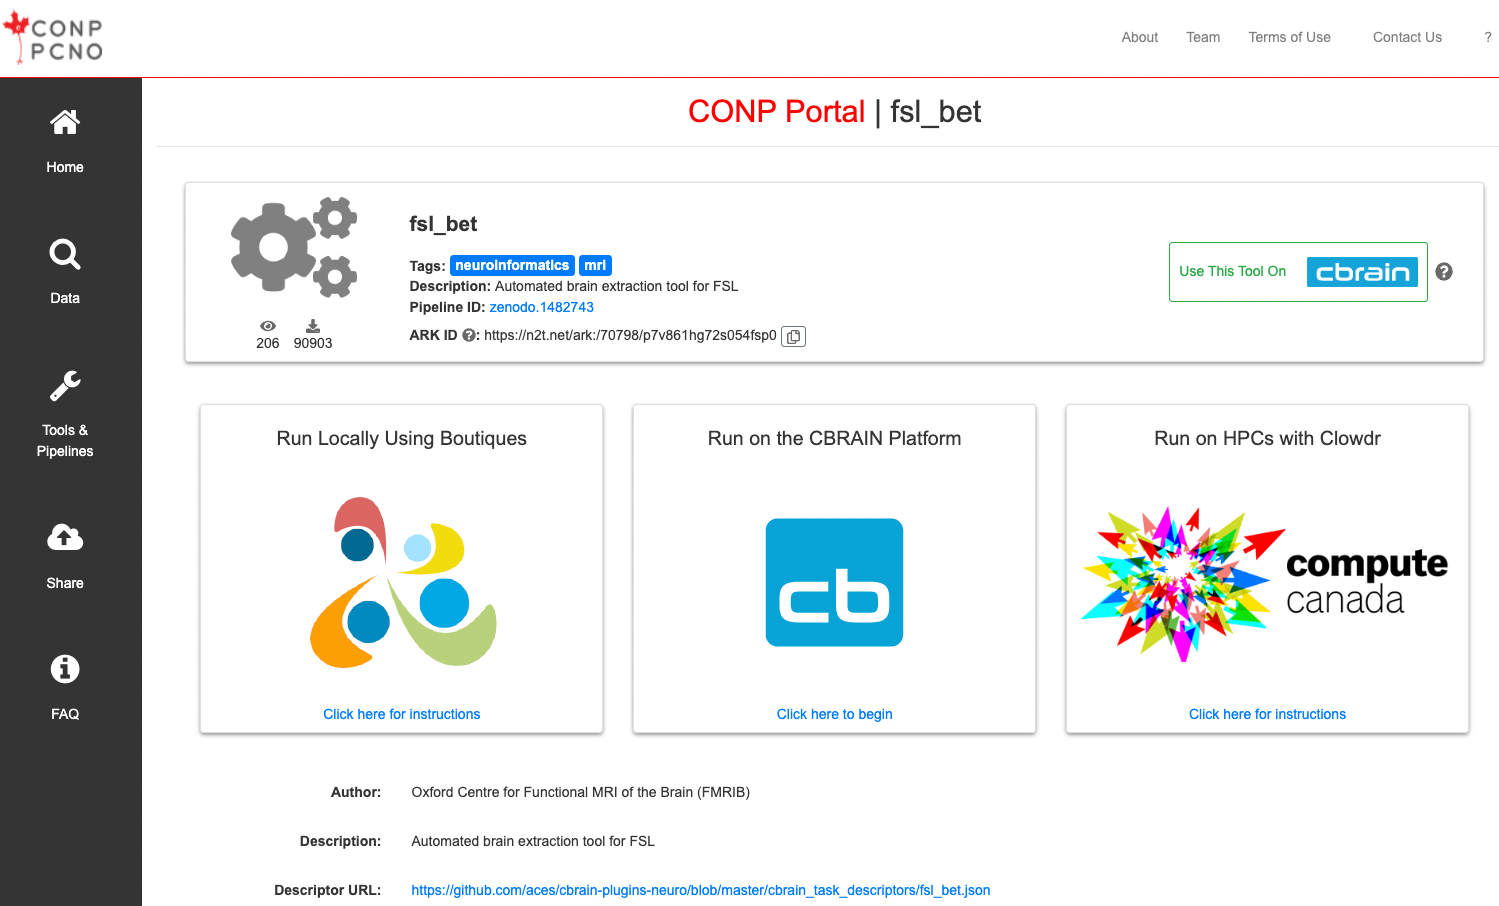 CONP
PCNO
About Team Terms of Use Contact Us ?
CONP Portal | fsl_bet
Home
Data
Tools &
Pipelines
Share
FAQ
fsl_bet
Tags: neuroinformatics mri
Description: Automated brain extraction tool for FSL
Pipeline ID: zenodo.1482743
ARK ID ?: https://n2t.net/ark:/70798/p7v861hg72s054fsp0
206 90903
Use This Tool On cbrain ?
Run Locally Using Boutiques
Click here for instructions
Run on the CBRAIN Platform
cb
Click here to begin
Run on HPCs with Clowdr
compute
canada
Click here for instructions
Author: Oxford Centre for Functional MRI of the Brain (FMRIB)
Description: Automated brain extraction tool for FSL
Descriptor URL: https://github.com/aces/cbrain-plugins-neuro/blob/master/cbrain_task_descriptors/fsl_bet.json